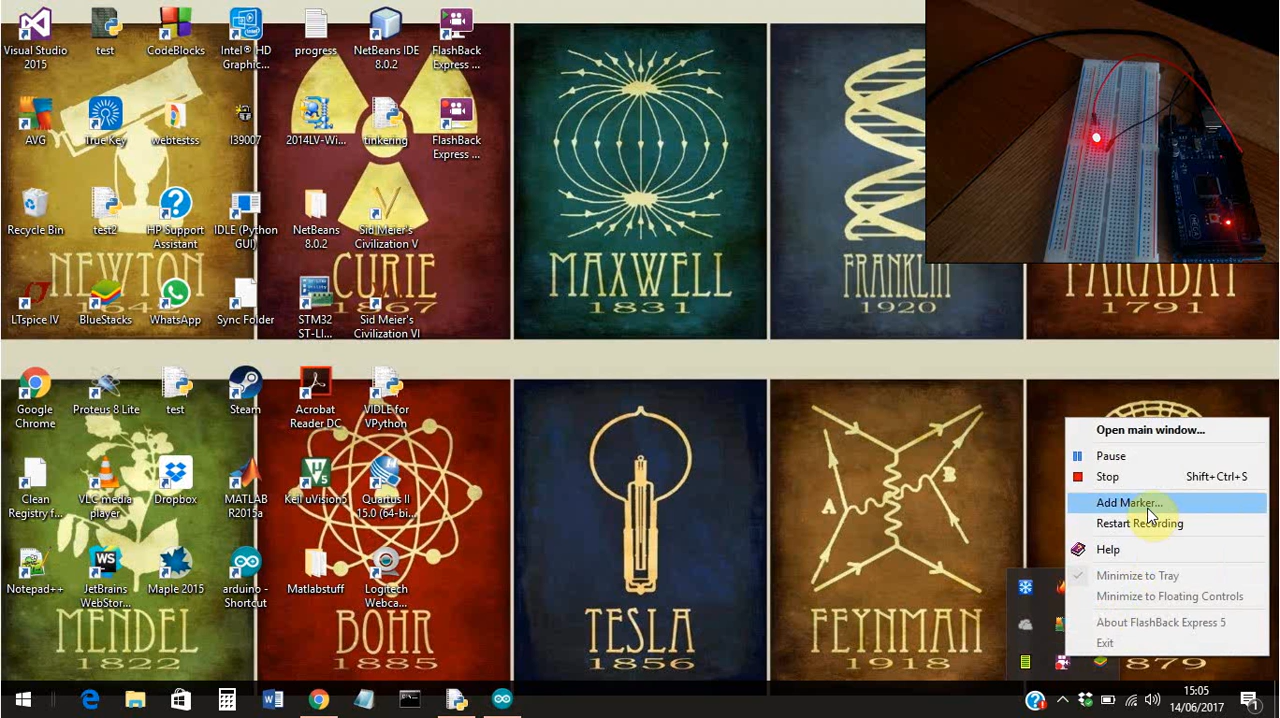 Visual Studio
2015
test
CodeBlocks
Intel® HD
Graphic...
progress
NetBeans IDE
8.0.2
FlashBack
Express ...
AVG
True Key
webtestss
I39007
2014LV-Wi...
tinkering
FlashBack
Express ...
Recycle Bin
test2
HP Support
Assistant
IDLE (Python
GUI)
NetBeans
8.0.2
Sid Meier's
Civilization V
NEWTON
CURIE
1867
MAXWELL
1831
FRANKLIN
1920
FARADAY
1791
LTspice IV
BlueStacks
WhatsApp
Sync Folder
STM32
ST-LI...
Sid Meier's
Civilization VI
Google
Chrome
Proteus 8 Lite
test
Steam
Acrobat
Reader DC
VIDLE for
VPython
Clean
Registry f...
VLC media
player
Dropbox
MATLAB
R2015a
Keil uVision5
Quartus II
15.0 (64-bi...
A
B
Notepad++
JetBrains
WebStor...
Maple 2015
arduino -
Shortcut
Matlabstuff
Logitech
Webca...
MENDEL
1822
BOHR
1885
TESLA
1856
FEYNMAN
1918
879
Open main window...
Pause
Stop Shift+Ctrl+S
Add Marker...
Restart Recording
Help
Minimize to Tray
Minimize to Floating Controls
About FlashBack Express 5
Exit
15:05
14/06/2017
1